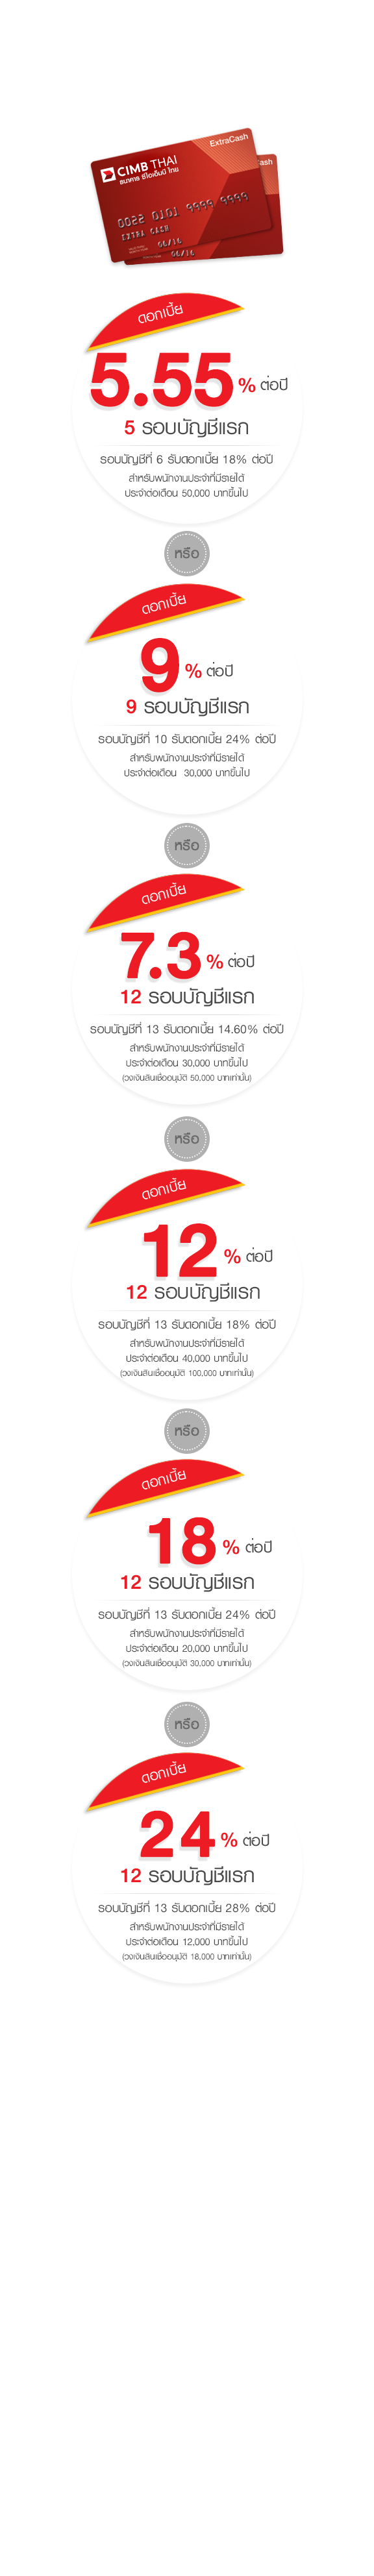 ExtraCash
CIMB THAI
ธนาคาร ซีไอเอ็มบี ไทย
0022 0101 9999 9999
EXTRA CASH
06/16
06/16
ดอกเบี้ย
5.55% ต่อปี
5 รอบบัญชีแรก
รอบบัญชีที่ 6 รับดอกเบี้ย 18% ต่อปี
สำหรับพนักงานประจำที่มีรายได้
ประจำต่อเดือน 50,000 บาทขึ้นไป
หรือ
ดอกเบี้ย
9% ต่อปี
9 รอบบัญชีแรก
รอบบัญชีที่ 10 รับดอกเบี้ย 24% ต่อปี
สำหรับพนักงานประจำที่มีรายได้
ประจำต่อเดือน 30,000 บาทขึ้นไป
หรือ
ดอกเบี้ย
7.3% ต่อปี
12 รอบบัญชีแรก
รอบบัญชีที่ 13 รับดอกเบี้ย 14.60% ต่อปี
สำหรับพนักงานประจำที่มีรายได้
ประจำต่อเดือน 30,000 บาทขึ้นไป
(วงเงินสินเชื่ออนุมัติ 50,000 บาทเท่านั้น)
หรือ
ดอกเบี้ย
12% ต่อปี
12 รอบบัญชีแรก
รอบบัญชีที่ 13 รับดอกเบี้ย 18% ต่อปี
สำหรับพนักงานประจำที่มีรายได้
ประจำต่อเดือน 40,000 บาทขึ้นไป
(วงเงินสินเชื่ออนุมัติ 100,000 บาทเท่านั้น)
หรือ
ดอกเบี้ย
18% ต่อปี
12 รอบบัญชีแรก
รอบบัญชีที่ 13 รับดอกเบี้ย 24% ต่อปี
สำหรับพนักงานประจำที่มีรายได้
ประจำต่อเดือน 20,000 บาทขึ้นไป
(วงเงินสินเชื่ออนุมัติ 30,000 บาทเท่านั้น)
หรือ
ดอกเบี้ย
24% ต่อปี
12 รอบบัญชีแรก
รอบบัญชีที่ 13 รับดอกเบี้ย 28% ต่อปี
สำหรับพนักงานประจำที่มีรายได้
ประจำต่อเดือน 12,000 บาทขึ้นไป
(วงเงินสินเชื่ออนุมัติ 18,000 บาทเท่านั้น)